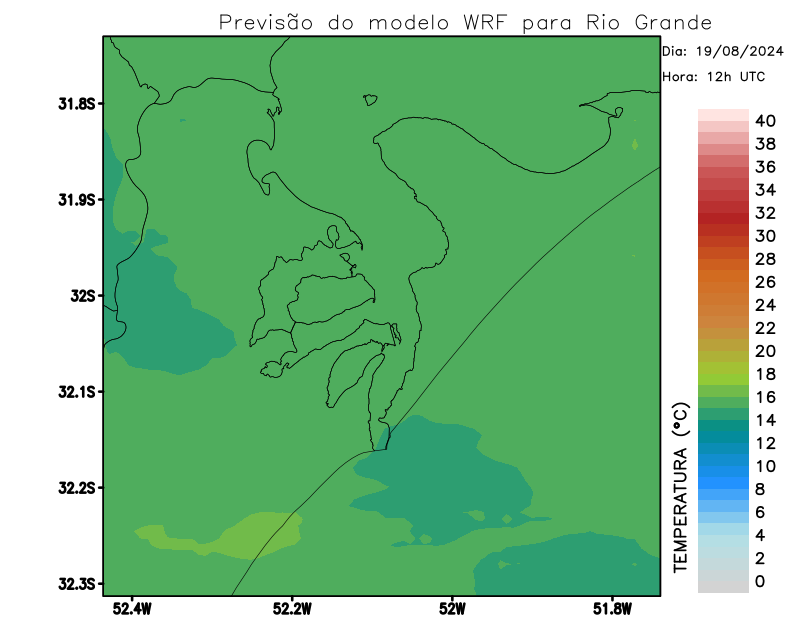 Previsão do modelo WRF para Rio Grande
Dia: 19/08/2024
Hora: 12h UTC
31.8S
31.9S
32S
32.1S
32.2S
32.3S
52.4W
52.2W
52W
51.8W
TEMPERATURA (°C)
40
38
36
34
32
30
28
26
24
22
20
18
16
14
12
10
8
6
4
2
0